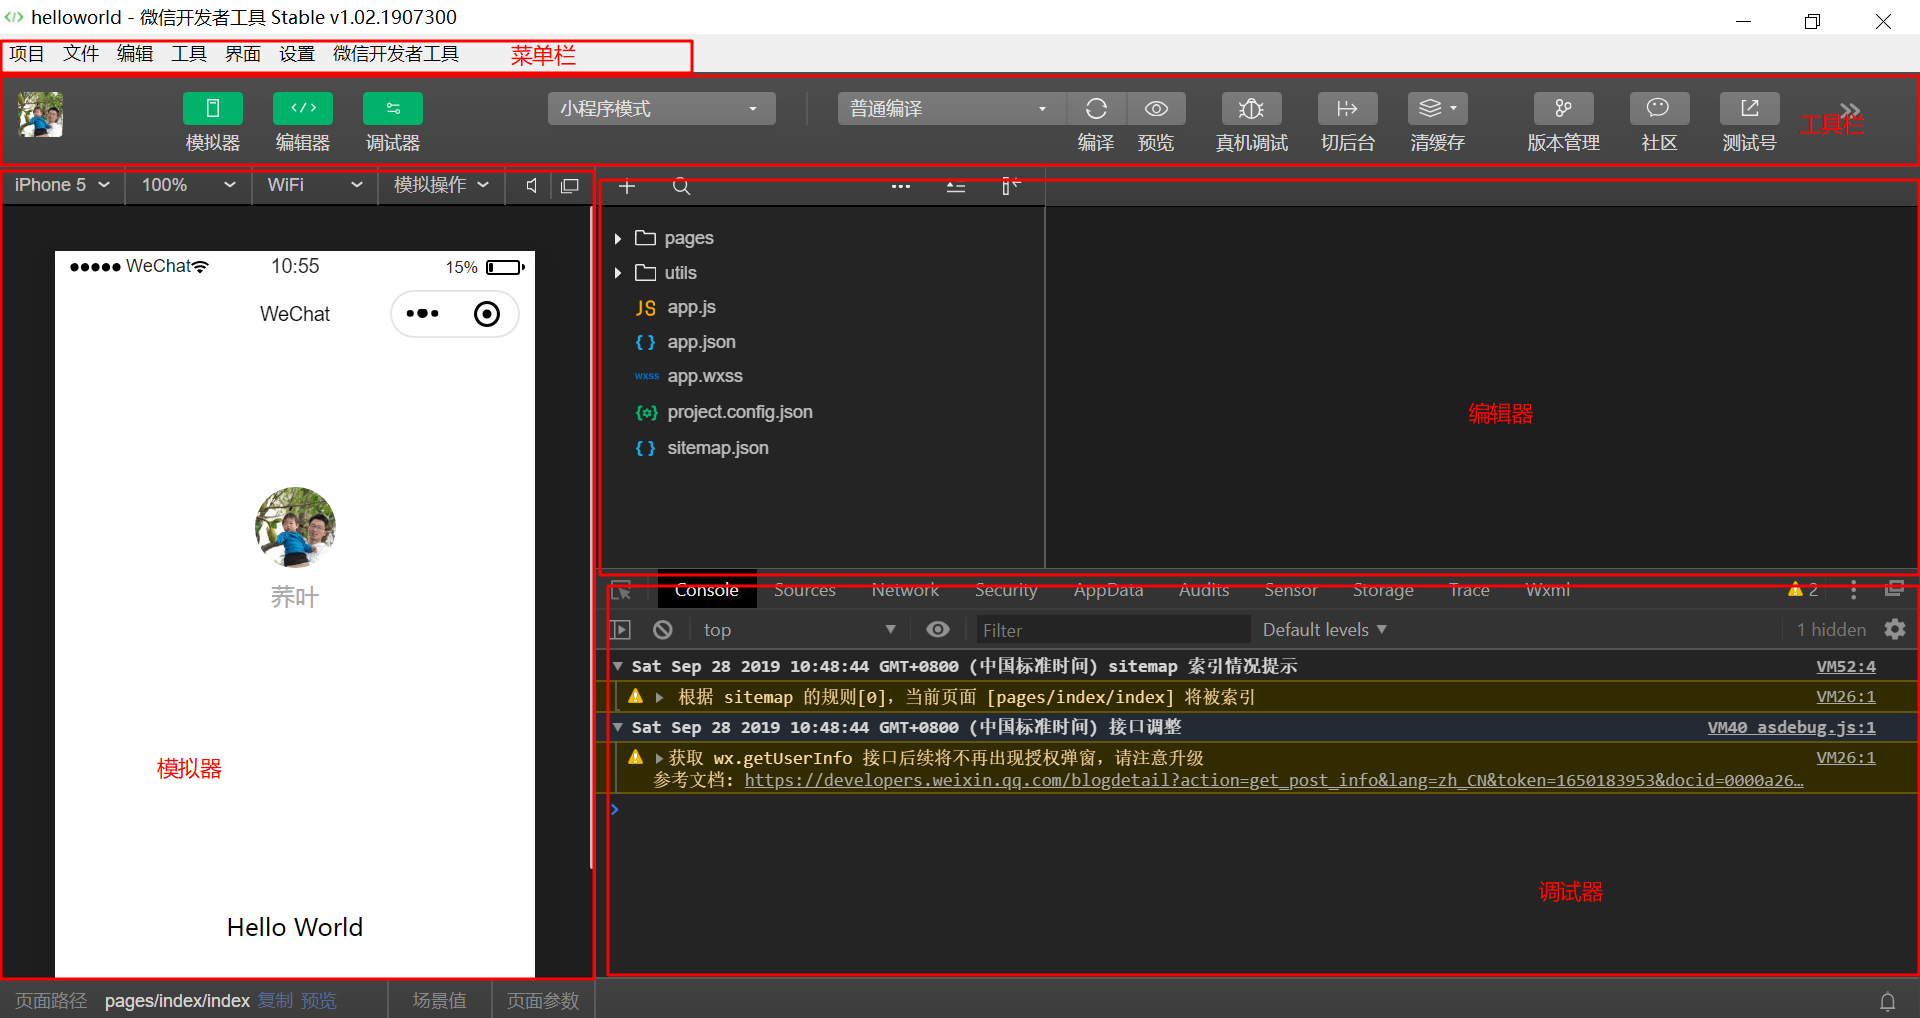 helloworld - 微信开发者工具 Stable v1.02.1907300
项目 文件 编辑 工具 界面 设置 微信开发者工具 菜单栏
小程序模式 普通编译
模拟器 编辑器 调试器 编译 预览 真机调试 切后台 清缓存 版本管理 社区 测试号 工具栏
iPhone 5 100% WiFi 模拟操作
WeChat 10:55 15%
WeChat
荞叶
模拟器
Hello World
pages
utils
JS app.js
{ } app.json
wxss app.wxss
project.config.json
{ } sitemap.json
编辑器
Console Sources Network Security AppData Audits Sensor Storage Trace Wxml 2
top Filter Default levels 1 hidden
Sat Sep 28 2019 10:48:44 GMT+0800 (中国标准时间) sitemap 索引情况提示 VM52:4
根据 sitemap 的规则[0]，当前页面 [pages/index/index] 将被索引 VM26:1
Sat Sep 28 2019 10:48:44 GMT+0800 (中国标准时间) 接口调整 VM40 asdebug.js:1
获取 wx.getUserInfo 接口后续将不再出现授权弹窗，请注意升级 VM26:1
参考文档: https://developers.weixin.qq.com/blogdetail?action=get_post_info&lang=zh_CN&token=1650183953&docid=0000a26…
调试器
页面路径 pages/index/index 复制 预览 场景值 页面参数